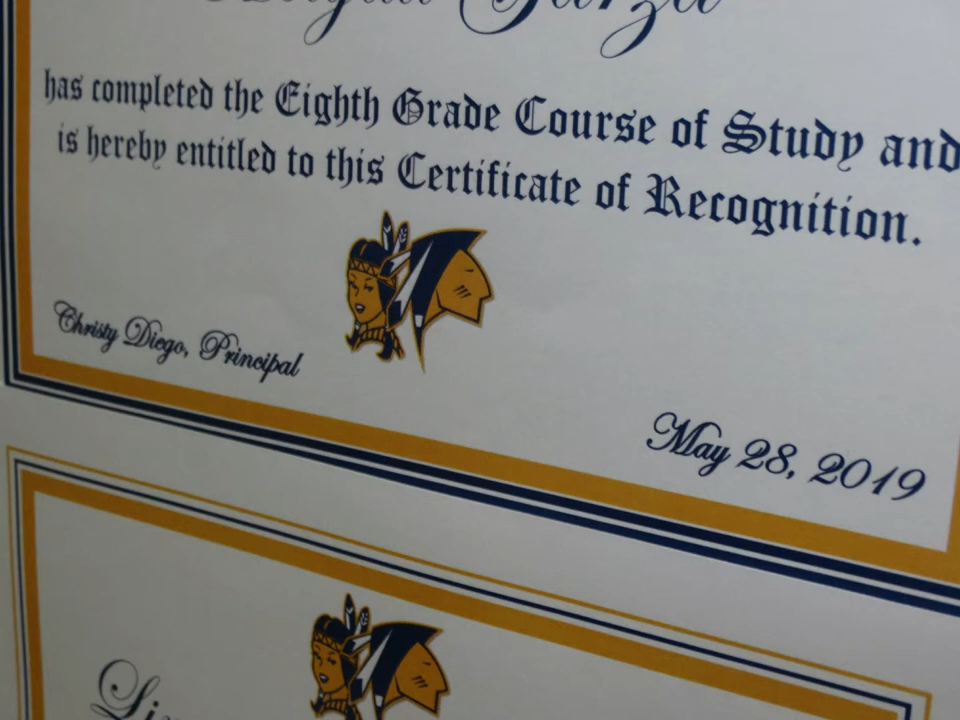 Garza
has completed the Eighth Grade Course of Study and
is hereby entitled to this Certificate of Recognition.
Christy Diego, Principal
May 28, 2019